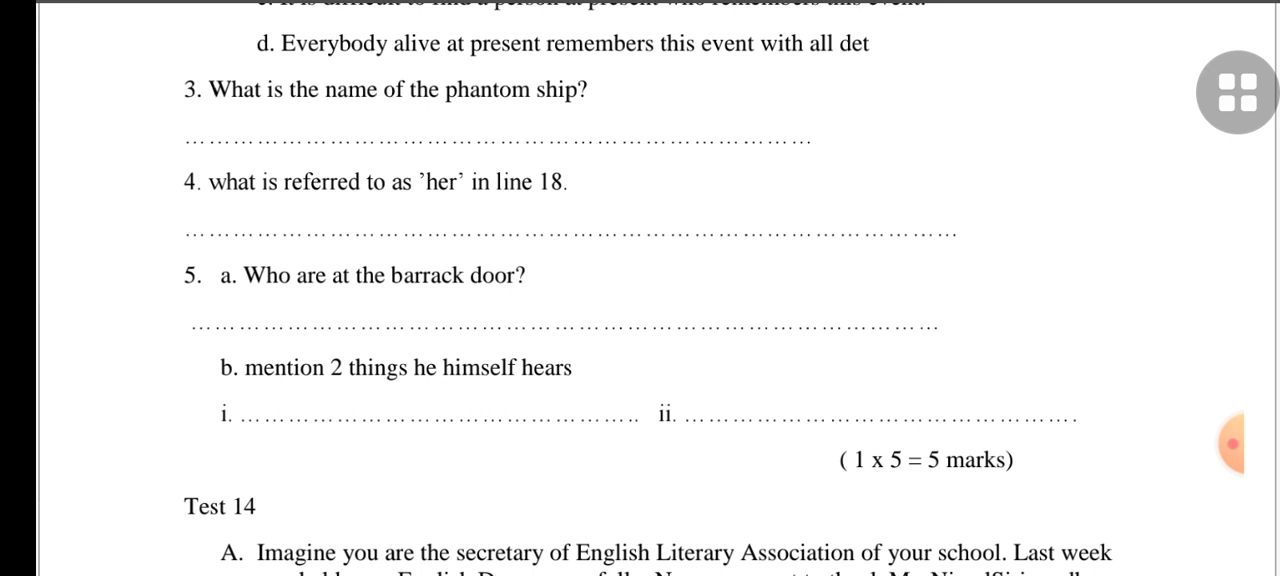 d. Everybody alive at present remembers this event with all det
3. What is the name of the phantom ship?
……………………………………………………………………
4. what is referred to as ’her’ in line 18.
……………………………………………………………………………………
5. a. Who are at the barrack door?
…………………………………………………………………………………
b. mention 2 things he himself hears
i. ………………………………………….. ii. ………………………………………….
( 1 x 5 = 5 marks)
Test 14
A. Imagine you are the secretary of English Literary Association of your school. Last week